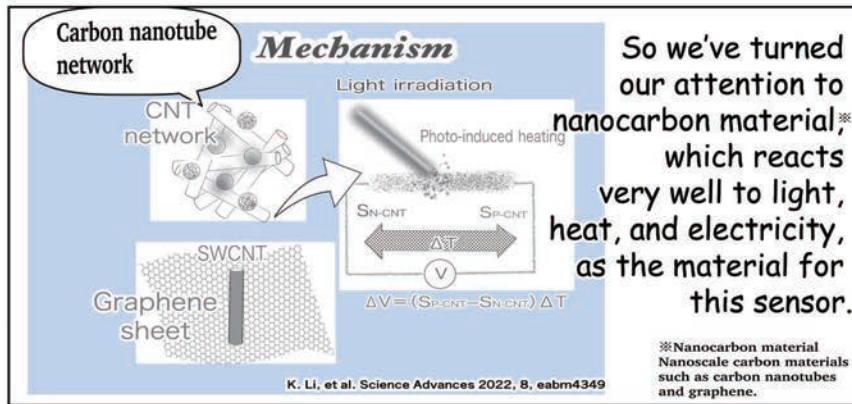 Carbon nanotube
network
Mechanism
Light irradiation
CNT
network
Photo-induced heating
SN-CNT
SP-CNT
ΔT
V
ΔV=(SP-CNT−SN-CNT)ΔT
SWCNT
Graphene
sheet
K. Li, et al. Science Advances 2022, 8, eabm4349
So we've turned
our attention to
nanocarbon material,※
which reacts
very well to light,
heat, and electricity,
as the material for
this sensor.
※Nanocarbon material
Nanoscale carbon materials
such as carbon nanotubes
and graphene.